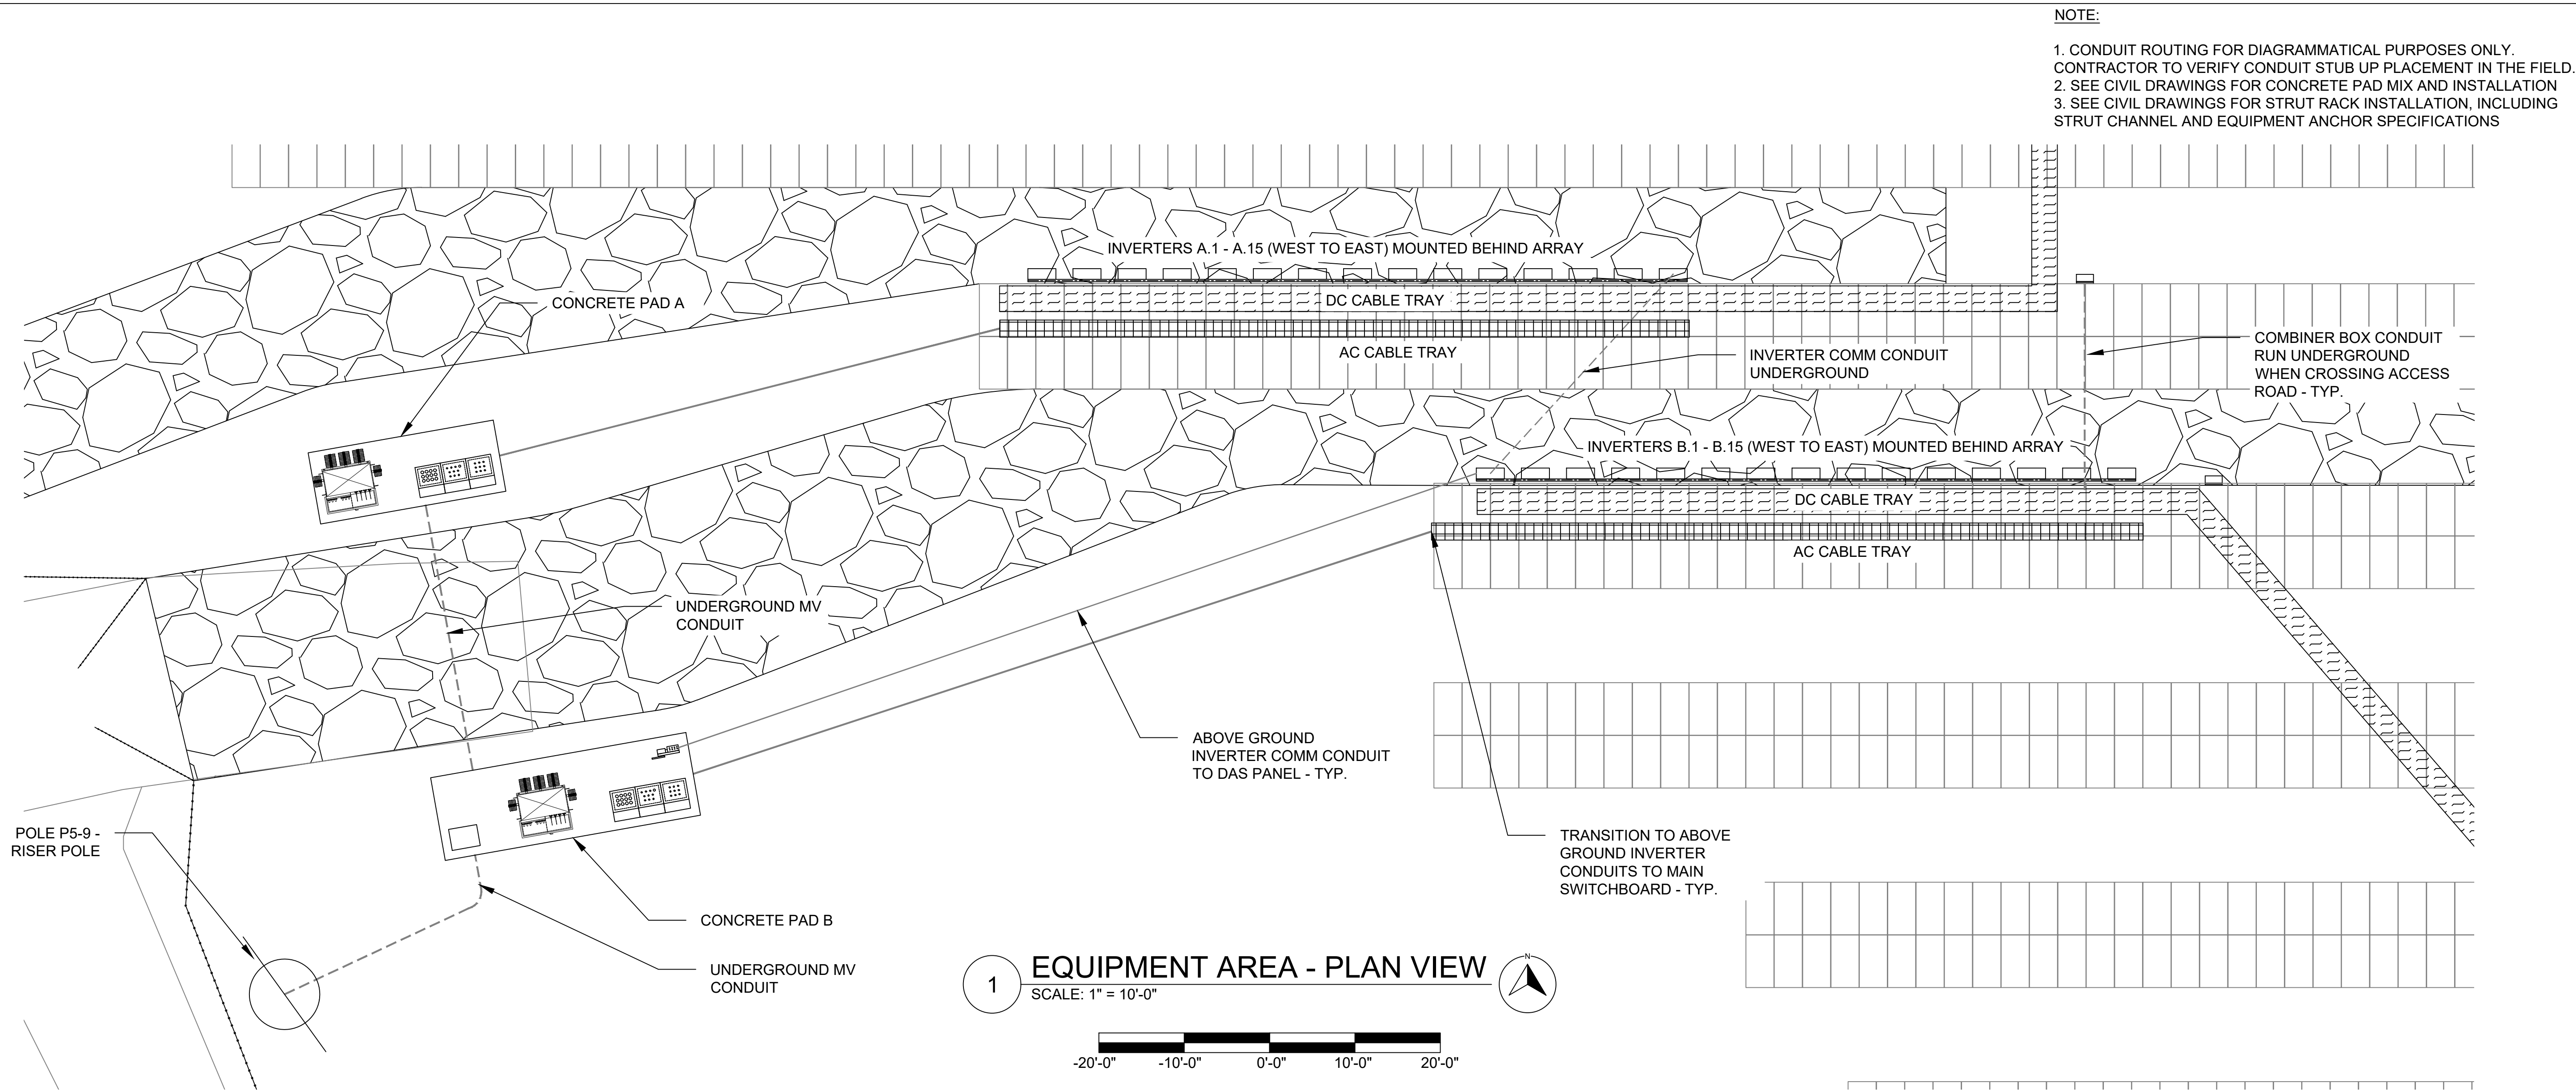 NOTE:
1. CONDUIT ROUTING FOR DIAGRAMMATICAL PURPOSES ONLY.
CONTRACTOR TO VERIFY CONDUIT STUB UP PLACEMENT IN THE FIELD.
2. SEE CIVIL DRAWINGS FOR CONCRETE PAD MIX AND INSTALLATION
3. SEE CIVIL DRAWINGS FOR STRUT RACK INSTALLATION, INCLUDING
STRUT CHANNEL AND EQUIPMENT ANCHOR SPECIFICATIONS
INVERTERS A.1 - A.15 (WEST TO EAST) MOUNTED BEHIND ARRAY
CONCRETE PAD A
DC CABLE TRAY
AC CABLE TRAY
INVERTER COMM CONDUIT
UNDERGROUND
COMBINER BOX CONDUIT
RUN UNDERGROUND
WHEN CROSSING ACCESS
ROAD - TYP.
INVERTERS B.1 - B.15 (WEST TO EAST) MOUNTED BEHIND ARRAY
DC CABLE TRAY
AC CABLE TRAY
UNDERGROUND MV
CONDUIT
ABOVE GROUND
INVERTER COMM CONDUIT
TO DAS PANEL - TYP.
POLE P5-9 -
RISER POLE
TRANSITION TO ABOVE
GROUND INVERTER
CONDUITS TO MAIN
SWITCHBOARD - TYP.
CONCRETE PAD B
UNDERGROUND MV
CONDUIT
1
EQUIPMENT AREA - PLAN VIEW
SCALE: 1" = 10'-0"
N
-20'-0" -10'-0" 0'-0" 10'-0" 20'-0"